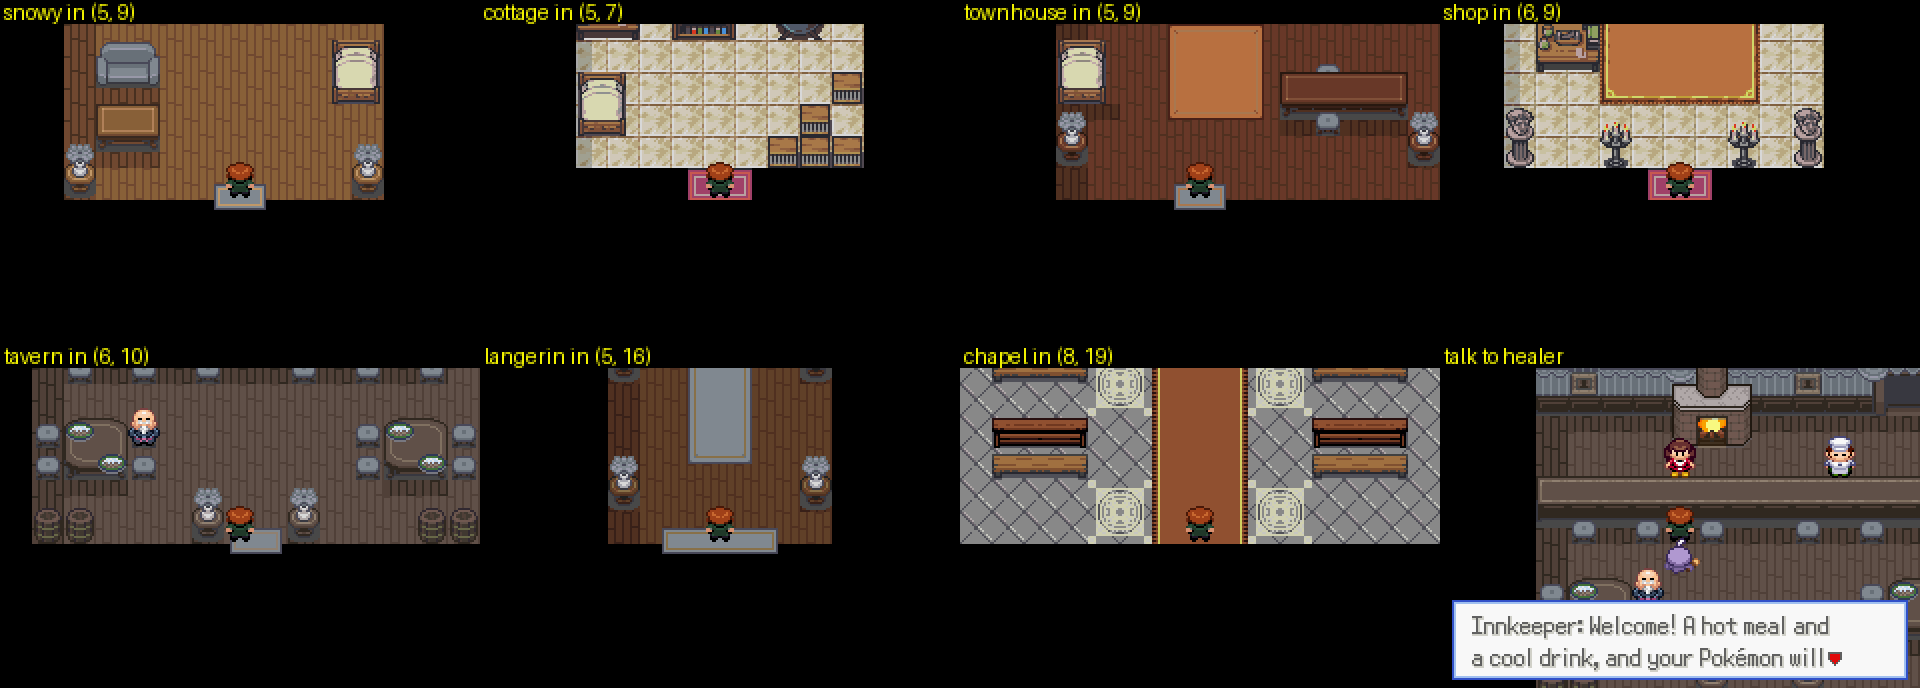 snowy in (5, 9)
cottage in (5, 7)
townhouse in (5, 9)
shop in (6, 9)
tavern in (6, 10)
langerin in (5, 16)
chapel in (8, 19)
talk to healer
Innkeeper: Welcome! A hot meal and
a cool drink, and your Pokémon will